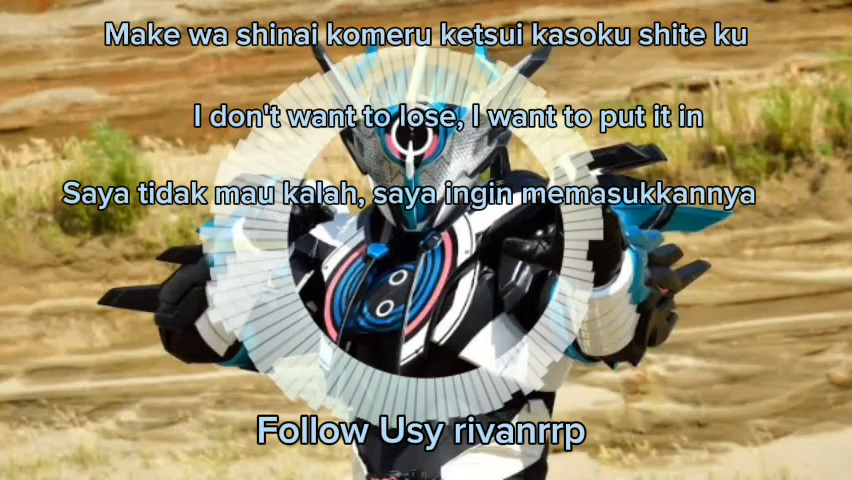 Make wa shinai komeru ketsui kasoku shite ku
I don't want to lose, I want to put it in
Saya tidak mau kalah, saya ingin memasukkannya
Follow Usy rivanrrp